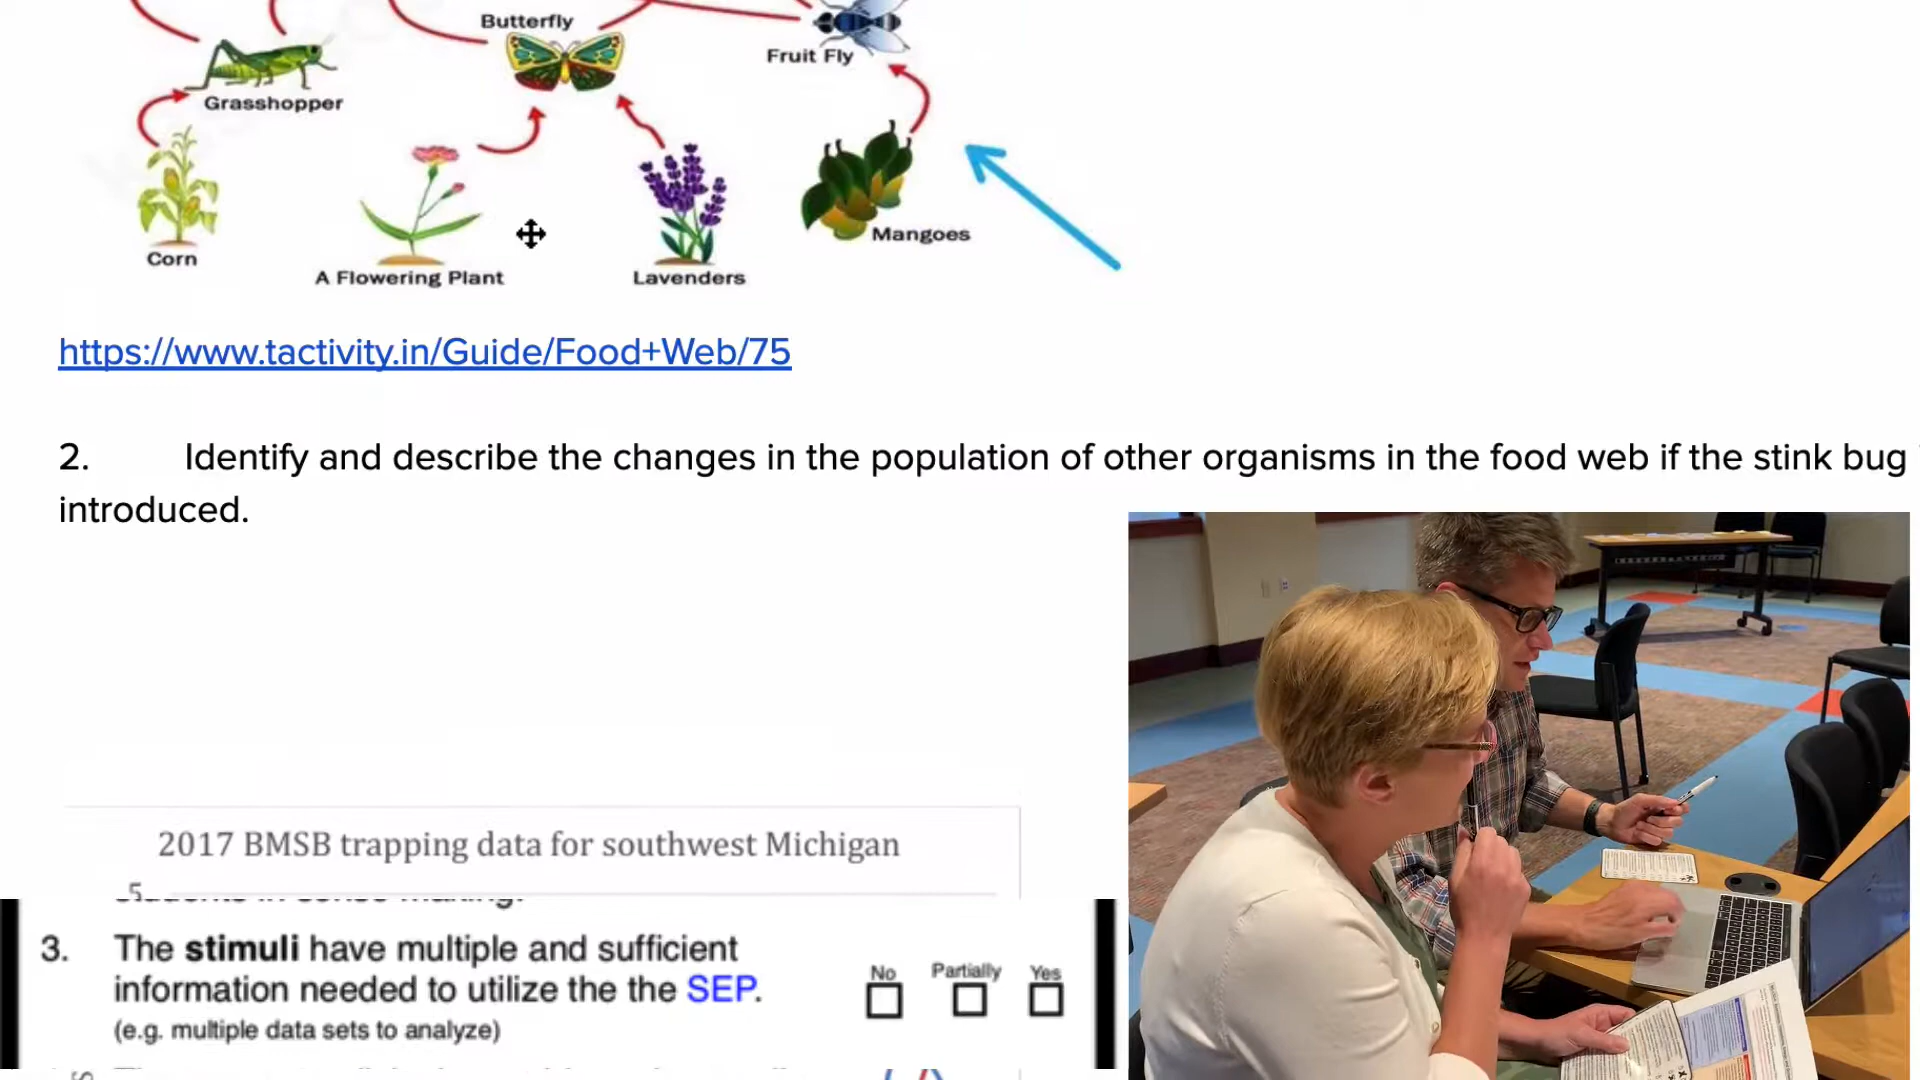 Butterfly
Fruit Fly
Grasshopper
Corn
A Flowering Plant
Lavenders
Mangoes
https://www.tactivity.in/Guide/Food+Web/75
2. Identify and describe the changes in the population of other organisms in the food web if the stink bug
introduced.
2017 BMSB trapping data for southwest Michigan
5.
3. The stimuli have multiple and sufficient
information needed to utilize the the SEP.
(e.g. multiple data sets to analyze)
No Partially Yes